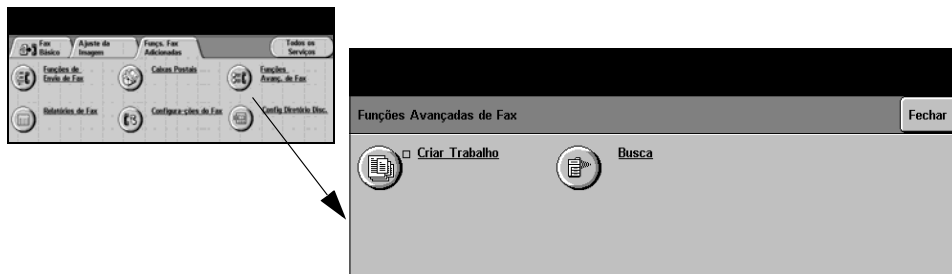 Fax Básico
Ajuste da Imagem
Funçs. Fax Adicionadas
Todos os Serviços
Funções de Envio de Fax
Caixas Postais
Funções Avanç. de Fax
Relatórios de Fax
Configura-ções do Fax
Config Diretório Disc.
Funções Avançadas de Fax
Fechar
Criar Trabalho
Busca